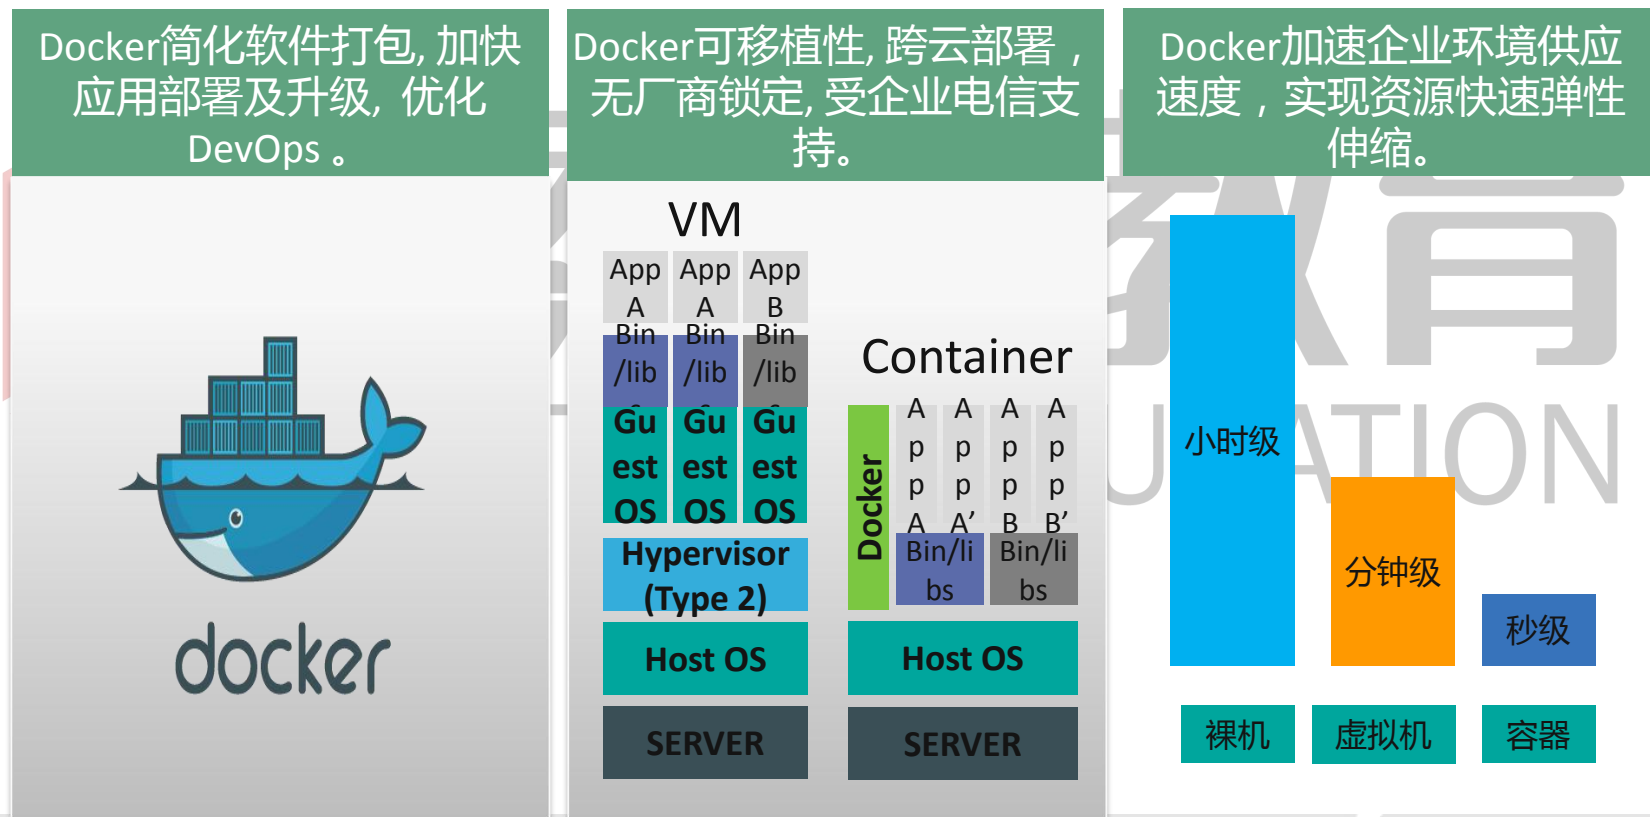 Docker简化软件打包, 加快
应用部署及升级, 优化
DevOps 。
Docker可移植性, 跨云部署，
无厂商锁定, 受企业电信支
持。
Docker加速企业环境供应
速度，实现资源快速弹性
伸缩。
docker
VM
App
A
App
A
App
B
Bin
/lib
Bin
/lib
Bin
/lib
Gu
est
OS
Gu
est
OS
Gu
est
OS
Hypervisor
(Type 2)
Host OS
SERVER
Container
Docker
A
p
p
A
A
p
p
A’
A
p
p
B
A
p
p
B’
Bin/li
bs
Bin/li
bs
Host OS
SERVER
小时级
分钟级
秒级
裸机
虚拟机
容器
教育